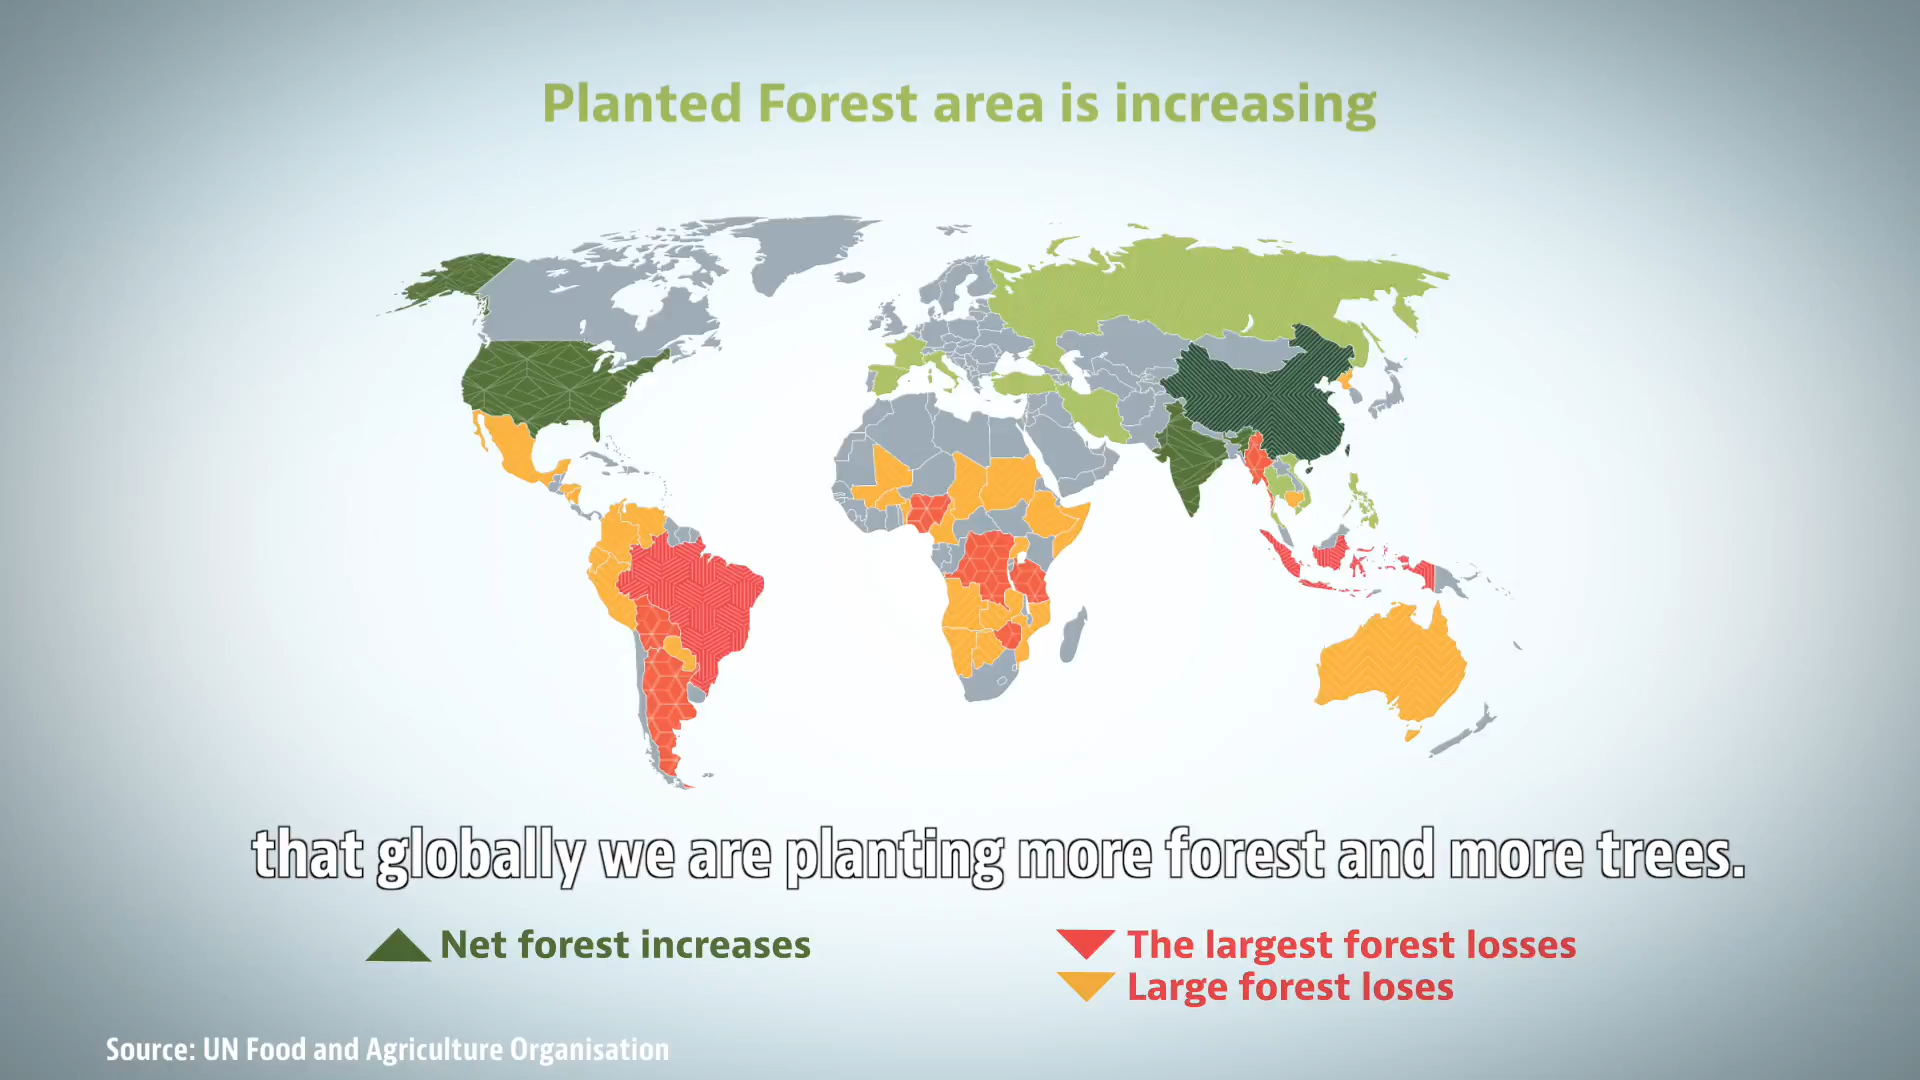 Planted Forest area is increasing
that globally we are planting more forest and more trees.
Net forest increases
The largest forest losses
Large forest loses
Source: UN Food and Agriculture Organisation